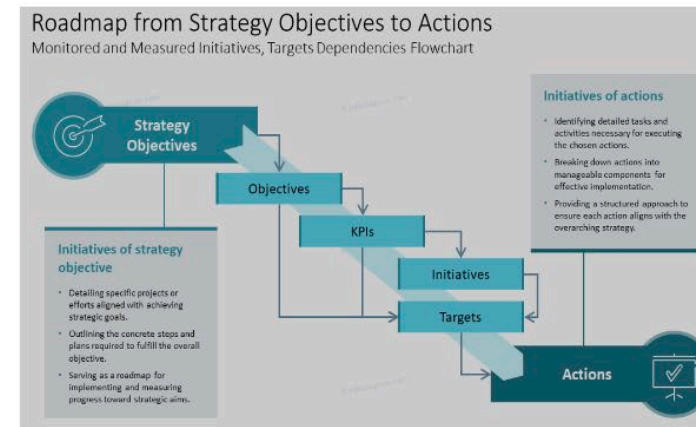 Roadmap from Strategy Objectives to Actions
Monitored and Measured Initiatives, Targets Dependencies Flowchart
Strategy
Objectives
Objectives
KPIs
Initiatives
Targets
Actions
Initiatives of strategy
objective
• Detailing specific projects or
efforts aligned with achieving
strategic goals.
• Outlining the concrete steps and
plans required to fulfill the overall
objective.
• Serving as a roadmap for
implementing and measuring
progress toward strategic aims.
Initiatives of actions
• Identifying detailed tasks and
activities necessary for executing
the chosen actions.
• Breaking down actions into
manageable components for
effective implementation.
• Providing a structured approach to
ensure each action aligns with the
overarching strategy.